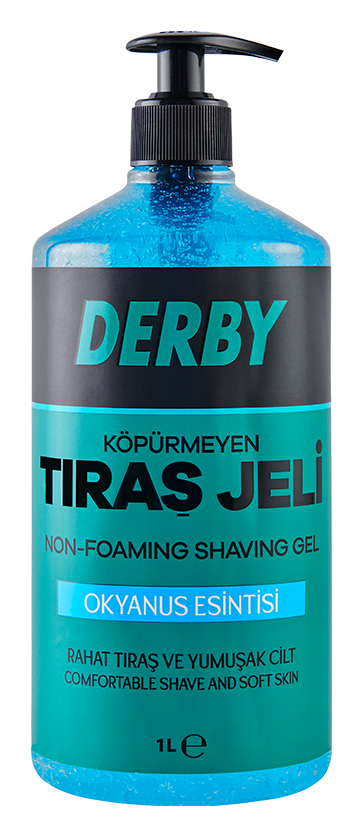 DERBY
KÖPÜRMEYEN
TIRAŞ JELİ
NON-FOAMING SHAVING GEL
OKYANUS ESİNTİSİ
RAHAT TIRAŞ VE YUMUŞAK CİLT
COMFORTABLE SHAVE AND SOFT SKIN
1L ℮